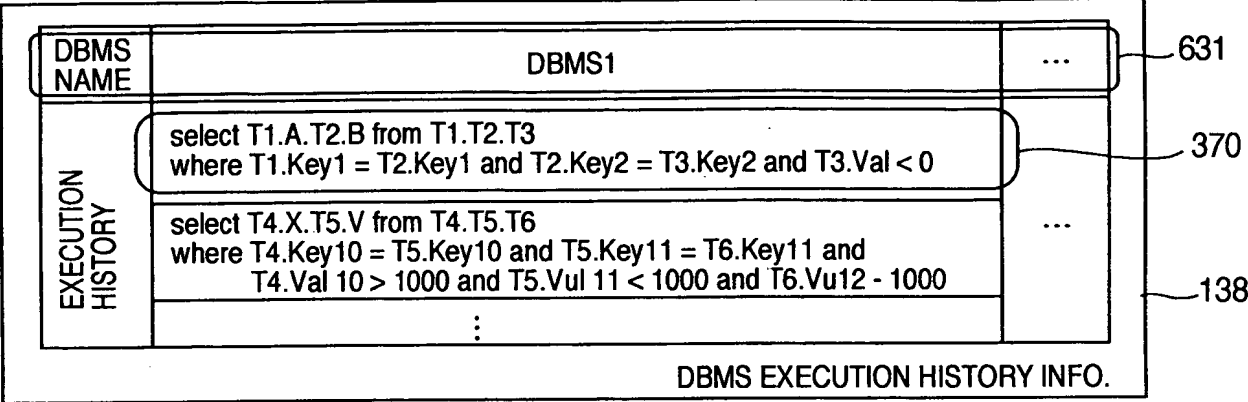 DBMS NAME
DBMS1
...
631
EXECUTION HISTORY
select T1.A.T2.B from T1.T2.T3
where T1.Key1 = T2.Key1 and T2.Key2 = T3.Key2 and T3.Val < 0
370
select T4.X.T5.V from T4.T5.T6
where T4.Key10 = T5.Key10 and T5.Key11 = T6.Key11 and
T4.Val 10 > 1000 and T5.Vul 11 < 1000 and T6.Vu12 - 1000
...
138
⋮
DBMS EXECUTION HISTORY INFO.